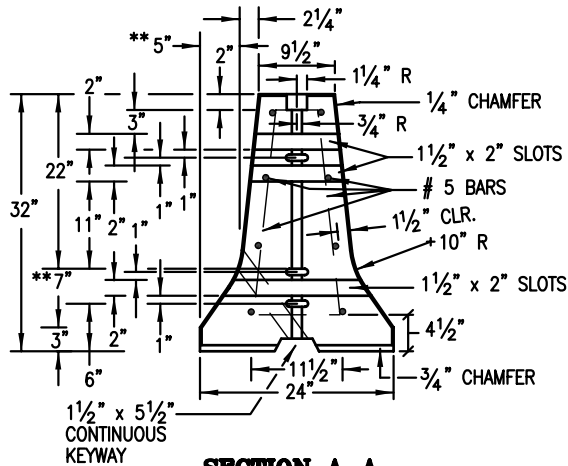 2¼"
**5"
9½"
2"
1¼" R
2"
¼" CHAMFER
3"
¾" R
1½" x 2" SLOTS
22"
1"
# 5 BARS
32"
11"
2"
1"
1"
1½" CLR.
1"
+10" R
**7"
1½" x 2" SLOTS
2"
1"
3"
4½"
6"
11½"
24"
¾" CHAMFER
1½" x 5½"
CONTINUOUS
KEYWAY
SECTION A-A